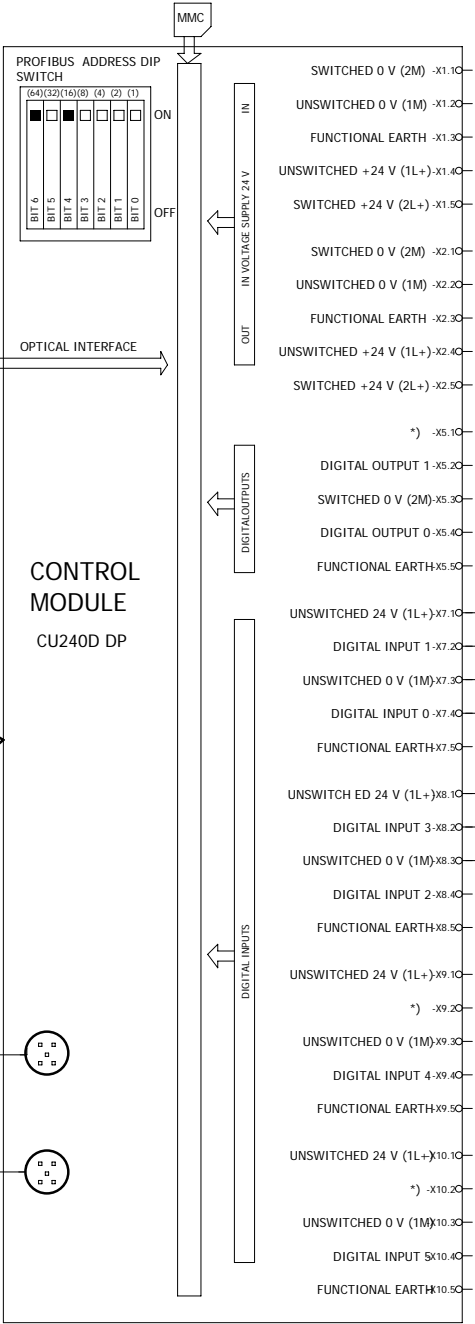 MMC
PROFIBUS ADDRESS DIP
SWITCH
(64)(32)(16)(8) (4) (2) (1)
ON
BIT 6 BIT 5 BIT 4 BIT 3 BIT 2 BIT 1 BIT 0
OFF
IN
IN VOLTAGE SUPPLY 24 V
OUT
OPTICAL INTERFACE
DIGITALOUTPUTS
CONTROL
MODULE
CU240D DP
DIGITAL INPUTS
SWITCHED 0 V (2M) -X1.1
UNSWITCHED 0 V (1M) -X1.2
FUNCTIONAL EARTH -X1.3
UNSWITCHED +24 V (1L+)-X1.4
SWITCHED +24 V (2L+) -X1.5
SWITCHED 0 V (2M) -X2.1
UNSWITCHED 0 V (1M) -X2.2
FUNCTIONAL EARTH -X2.3
UNSWITCHED +24 V (1L+)-X2.4
SWITCHED +24 V (2L+) -X2.5
*) -X5.1
DIGITAL OUTPUT 1-X5.2
SWITCHED 0 V (2M)-X5.3
DIGITAL OUTPUT 0-X5.4
FUNCTIONAL EARTH-X5.5
UNSWITCHED 24 V (1L+)-X7.1
DIGITAL INPUT 1-X7.2
UNSWITCHED 0 V (1M)-X7.3
DIGITAL INPUT 0-X7.4
FUNCTIONAL EARTH-X7.5
UNSWITCH ED 24 V (1L+)-X8.1
DIGITAL INPUT 3-X8.2
UNSWITCHED 0 V (1M)-X8.3
DIGITAL INPUT 2-X8.4
FUNCTIONAL EARTH-X8.5
UNSWITCHED 24 V (1L+)-X9.1
*) -X9.2
UNSWITCHED 0 V (1M)-X9.3
DIGITAL INPUT 4-X9.4
FUNCTIONAL EARTH-X9.5
UNSWITCHED 24 V (1L+)-X10.1
*) -X10.2
UNSWITCHED 0 V (1M)-X10.3
DIGITAL INPUT 5-X10.4
FUNCTIONAL EARTH-X10.5